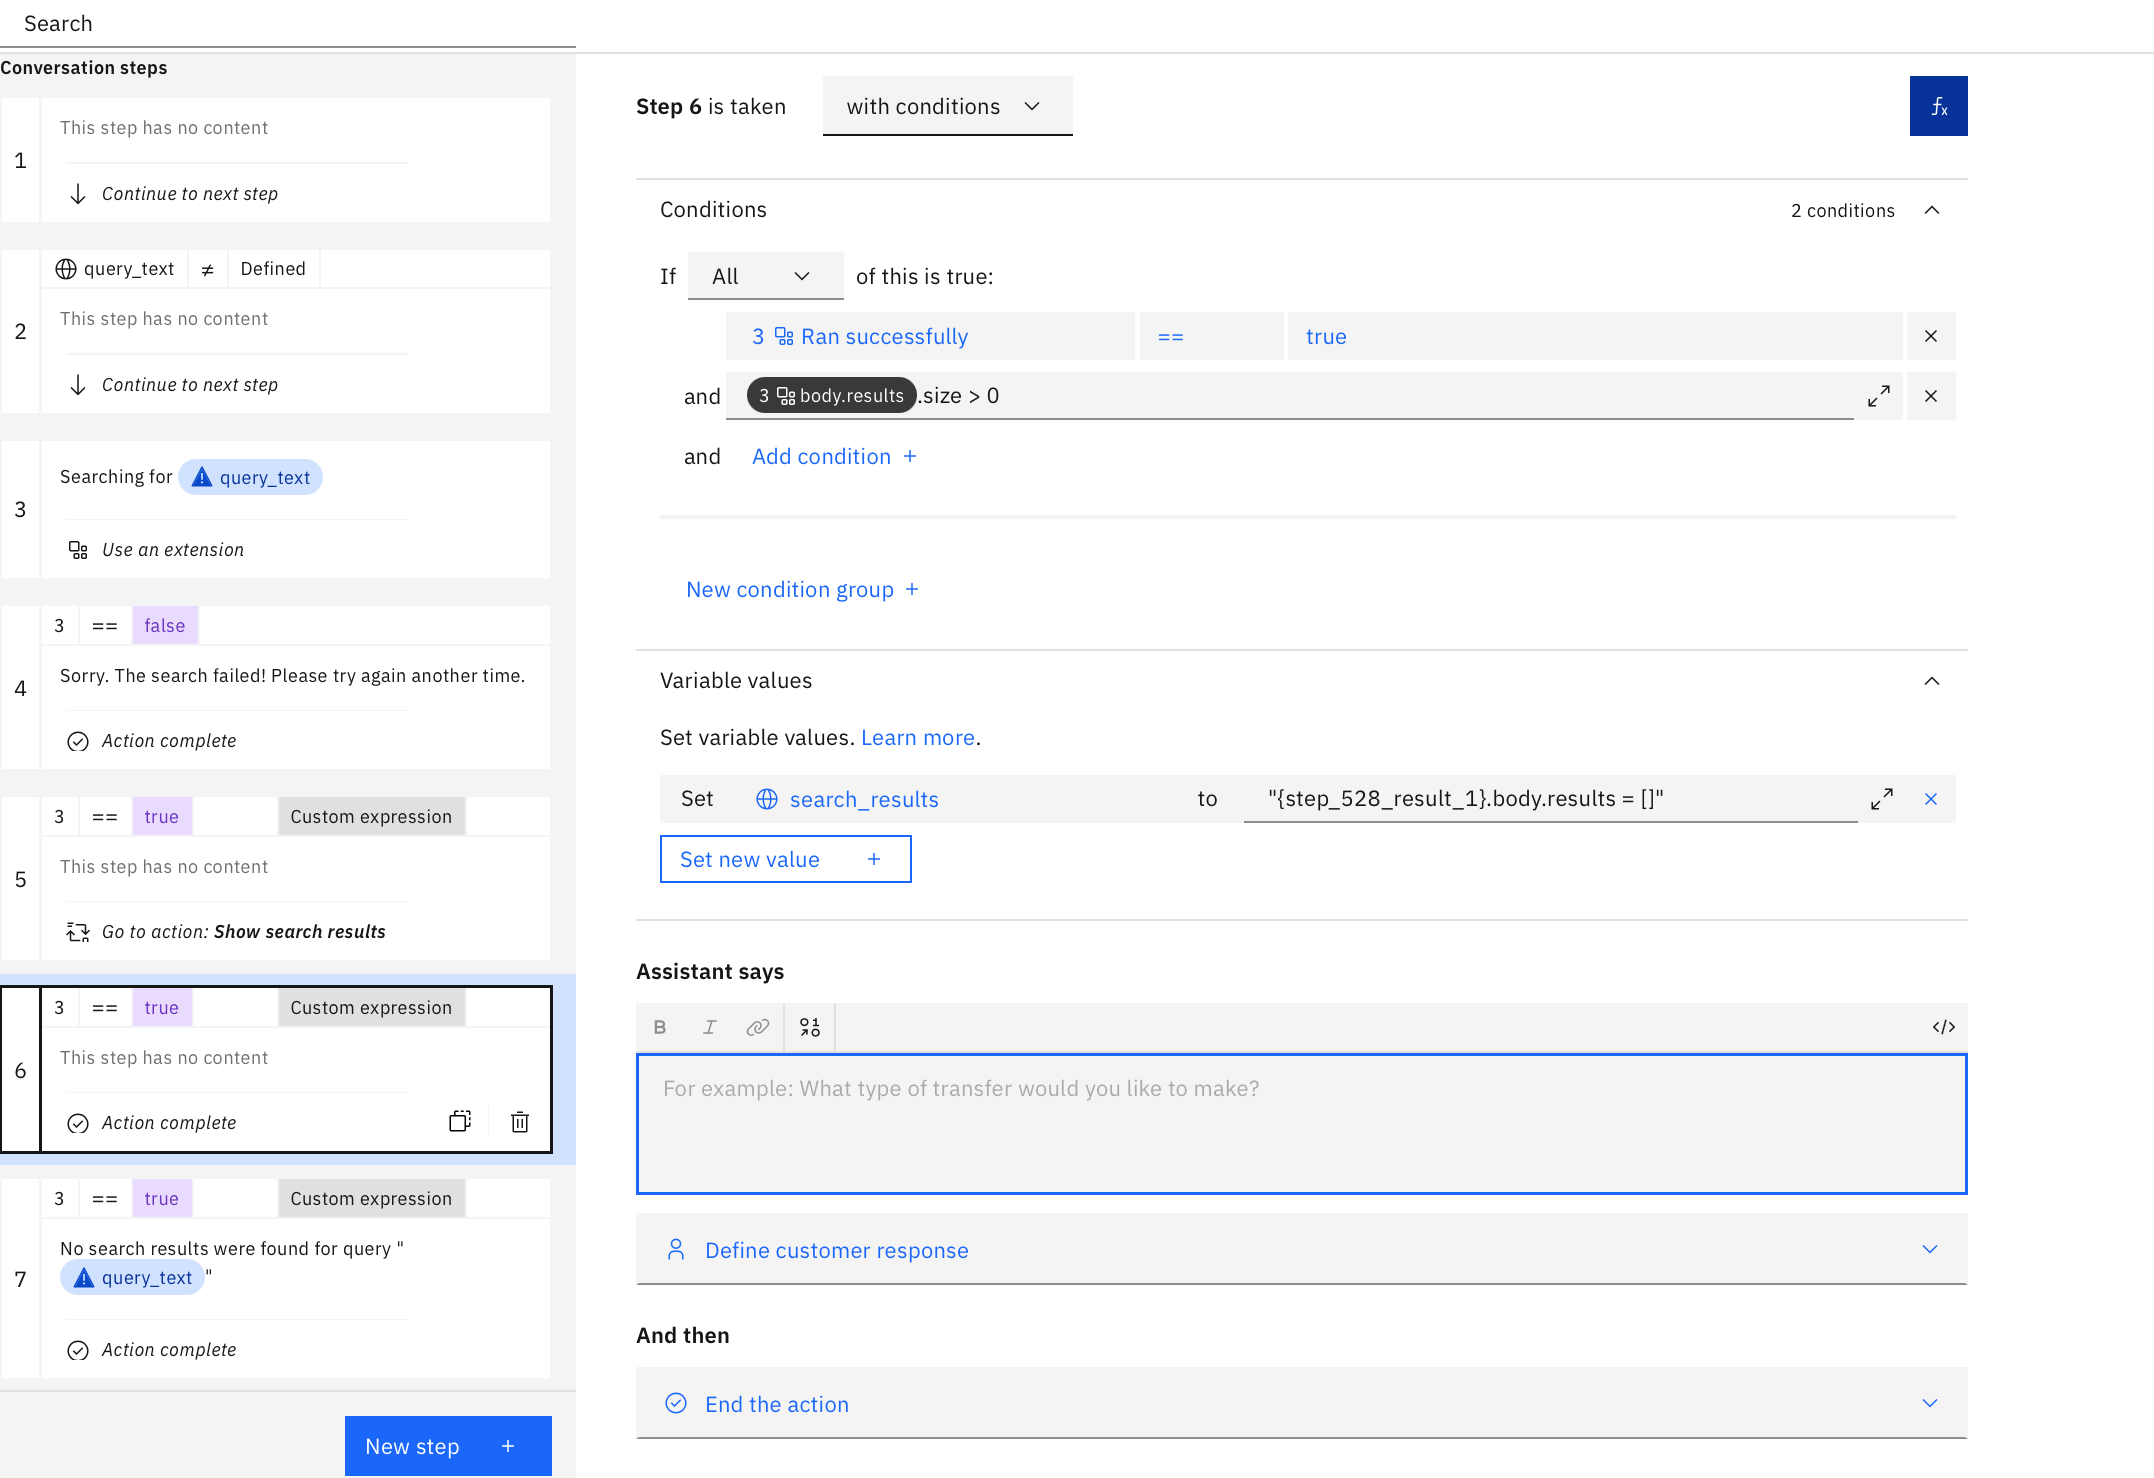 Search
Conversation steps
1
This step has no content
Continue to next step
2
query_text ≠ Defined
This step has no content
Continue to next step
3
Searching for query_text
Use an extension
3 == false
4
Sorry. The search failed! Please try again another time.
Action complete
3 == true Custom expression
5
This step has no content
Go to action: Show search results
3 == true Custom expression
6
This step has no content
Action complete
3 == true Custom expression
7
No search results were found for query "
query_text "
Action complete
New step +
Step 6 is taken with conditions
fx
Conditions 2 conditions
If All of this is true:
3 Ran successfully == true
and 3 body.results .size > 0
and Add condition +
New condition group +
Variable values
Set variable values. Learn more.
Set search_results to "{step_528_result_1}.body.results = []"
Set new value +
Assistant says
B I </>
For example: What type of transfer would you like to make?
Define customer response
And then
End the action